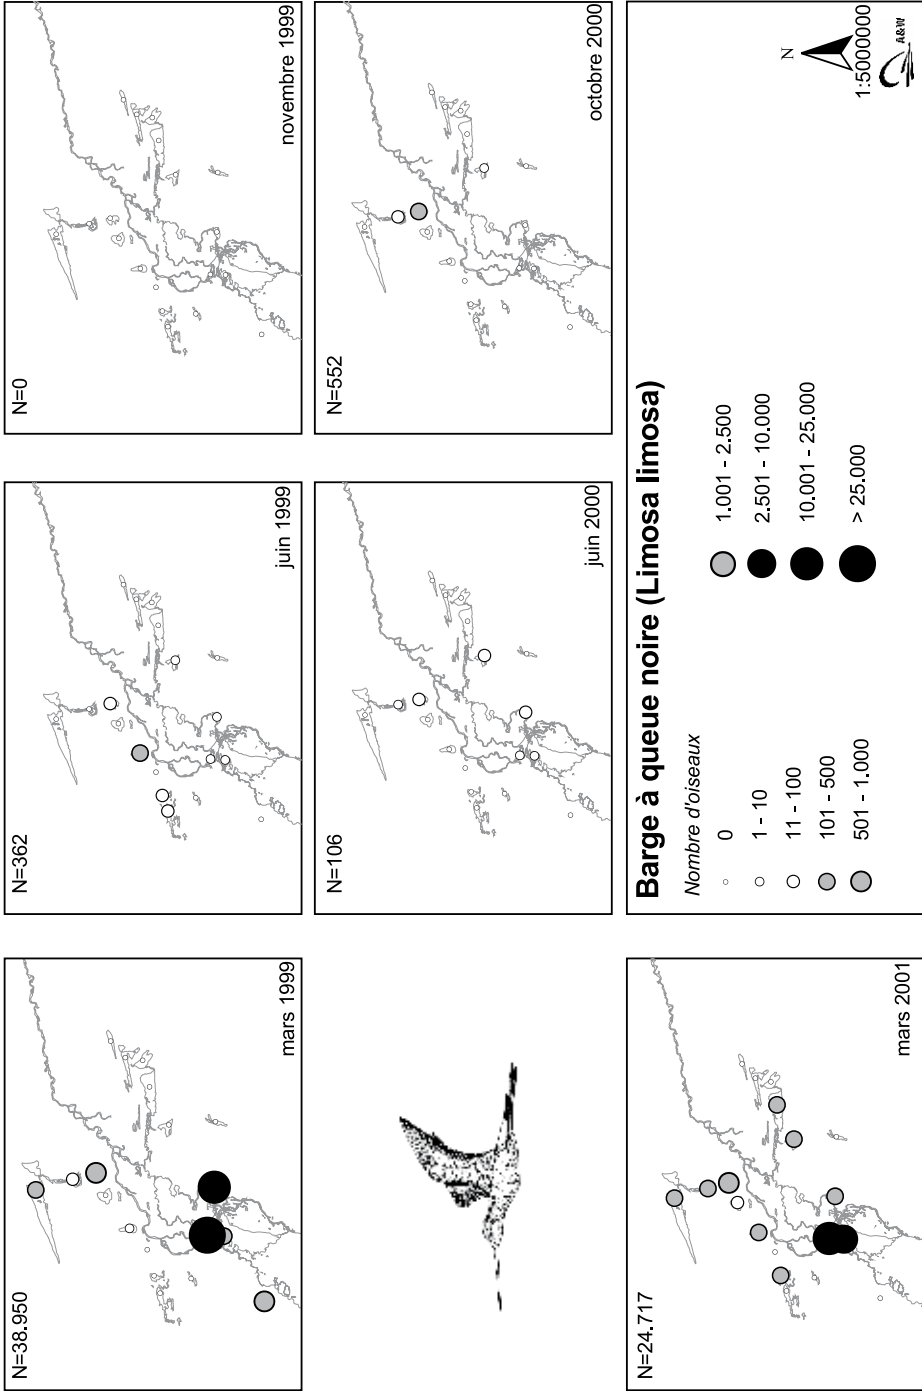 N=38.950
mars 1999
N=362
juin 1999
N=0
novembre 1999
N=106
juin 2000
N=552
octobre 2000
N=24.717
mars 2001
Barge à queue noire (Limosa limosa)
Nombre d'oiseaux
0
1 - 10
11 - 100
101 - 500
501 - 1.000
1.001 - 2.500
2.501 - 10.000
10.001 - 25.000
> 25.000
N
1:5000000
A&W